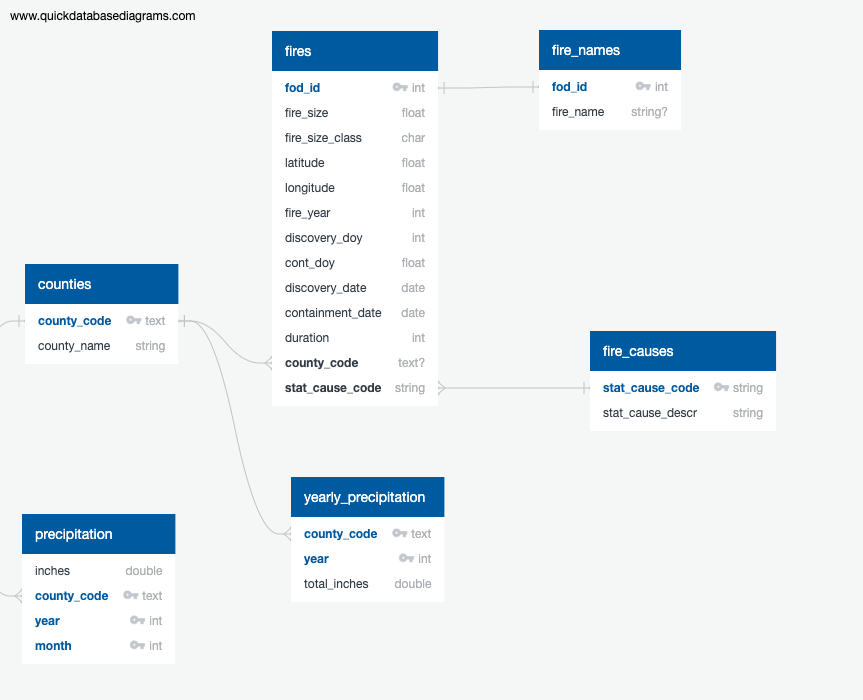 www.quickdatabasediagrams.com
fires
fod_id int
fire_size float
fire_size_class char
latitude float
longitude float
fire_year int
discovery_doy int
cont_doy float
discovery_date date
containment_date date
duration int
county_code text?
stat_cause_code string
fire_names
fod_id int
fire_name string?
counties
county_code text
county_name string
fire_causes
stat_cause_code string
stat_cause_descr string
yearly_precipitation
county_code text
year int
total_inches double
precipitation
inches double
county_code text
year int
month int